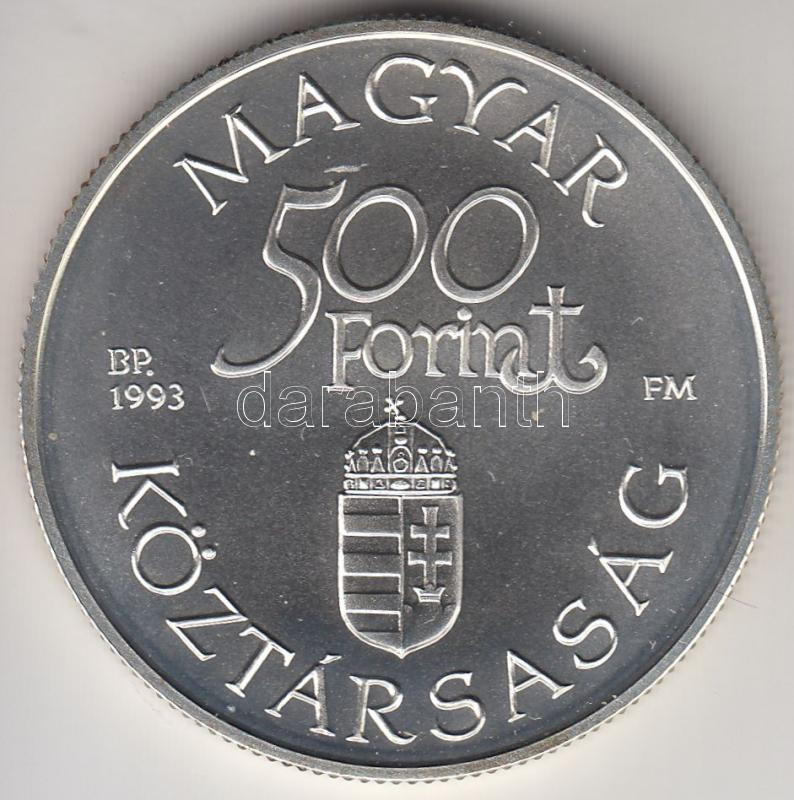 MAGYAR
500
Forint
BP.
1993
FM
darabanth
KÖZTÁRSASÁG